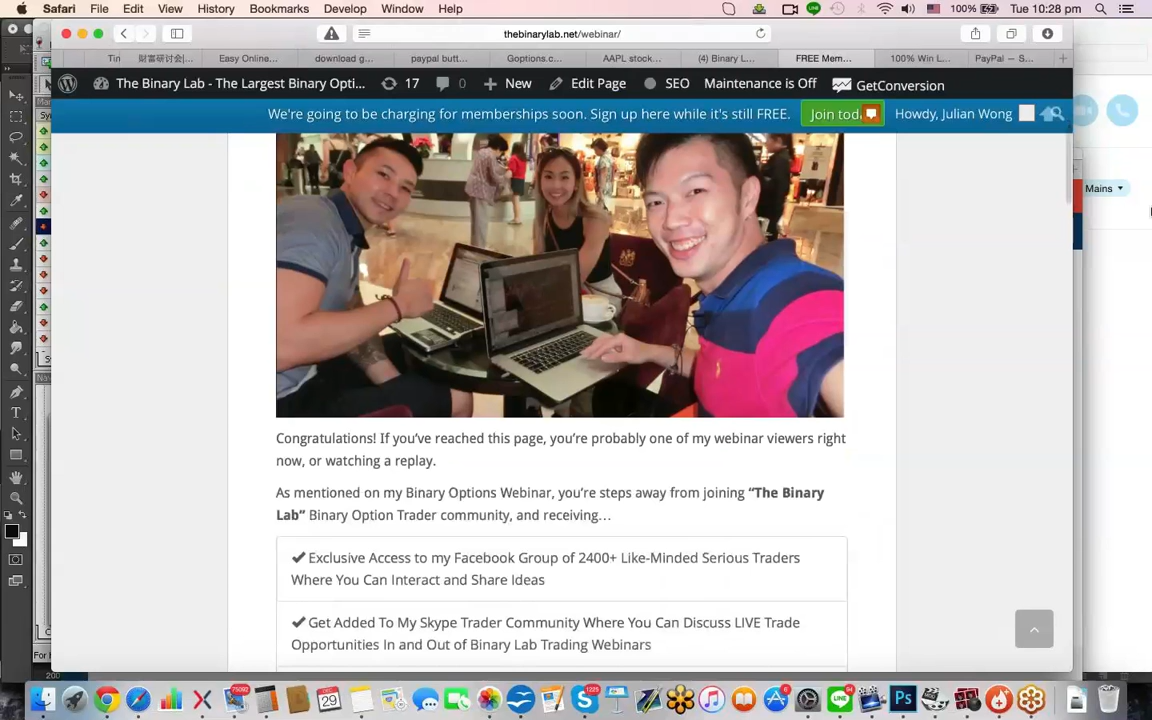 Safari File Edit View History Bookmarks Develop Window Help 100% Tue 10:28 pm
thebinarylab.net/webinar/
財富研讨会|... Easy Online... download g... paypal butt... Goptions.c... AAPL stock... (4) Binary L... FREE Mem... 100% Win L... PayPal – S...
The Binary Lab - The Largest Binary Opti... 17 0 New Edit Page SEO Maintenance is Off GetConversion
We're going to be charging for memberships soon. Sign up here while it's still FREE. Join tod Howdy, Julian Wong
Mains
Congratulations! If you've reached this page, you're probably one of my webinar viewers right
now, or watching a replay.
As mentioned on my Binary Options Webinar, you're steps away from joining "The Binary
Lab" Binary Option Trader community, and receiving...
Exclusive Access to my Facebook Group of 2400+ Like-Minded Serious Traders
Where You Can Interact and Share Ideas
Get Added To My Skype Trader Community Where You Can Discuss LIVE Trade
Opportunities In and Out of Binary Lab Trading Webinars
200